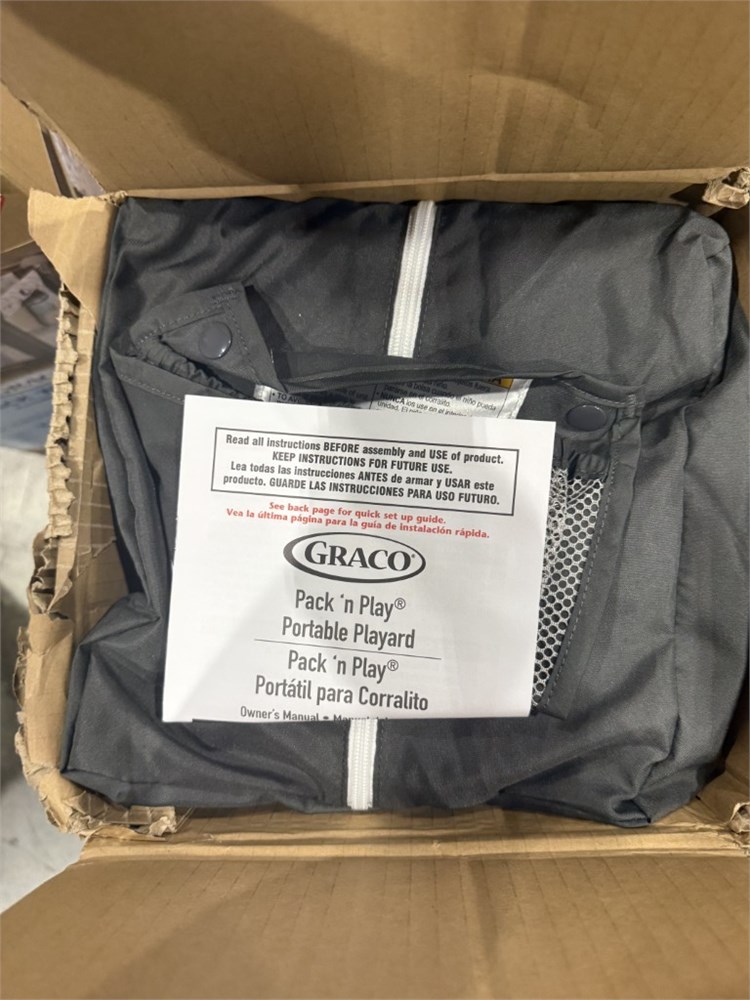 Read all instructions BEFORE assembly and USE of product.
KEEP INSTRUCTIONS FOR FUTURE USE.
Lea todas las instrucciones ANTES de armar y USAR este
producto. GUARDE LAS INSTRUCCIONES PARA USO FUTURO.
See back page for quick set up guide.
Vea la última página para la guía de instalación rápida.
GRACO®
Pack 'n Play®
Portable Playard
Pack 'n Play®
Portátil para Corralito
Owner's Manual •